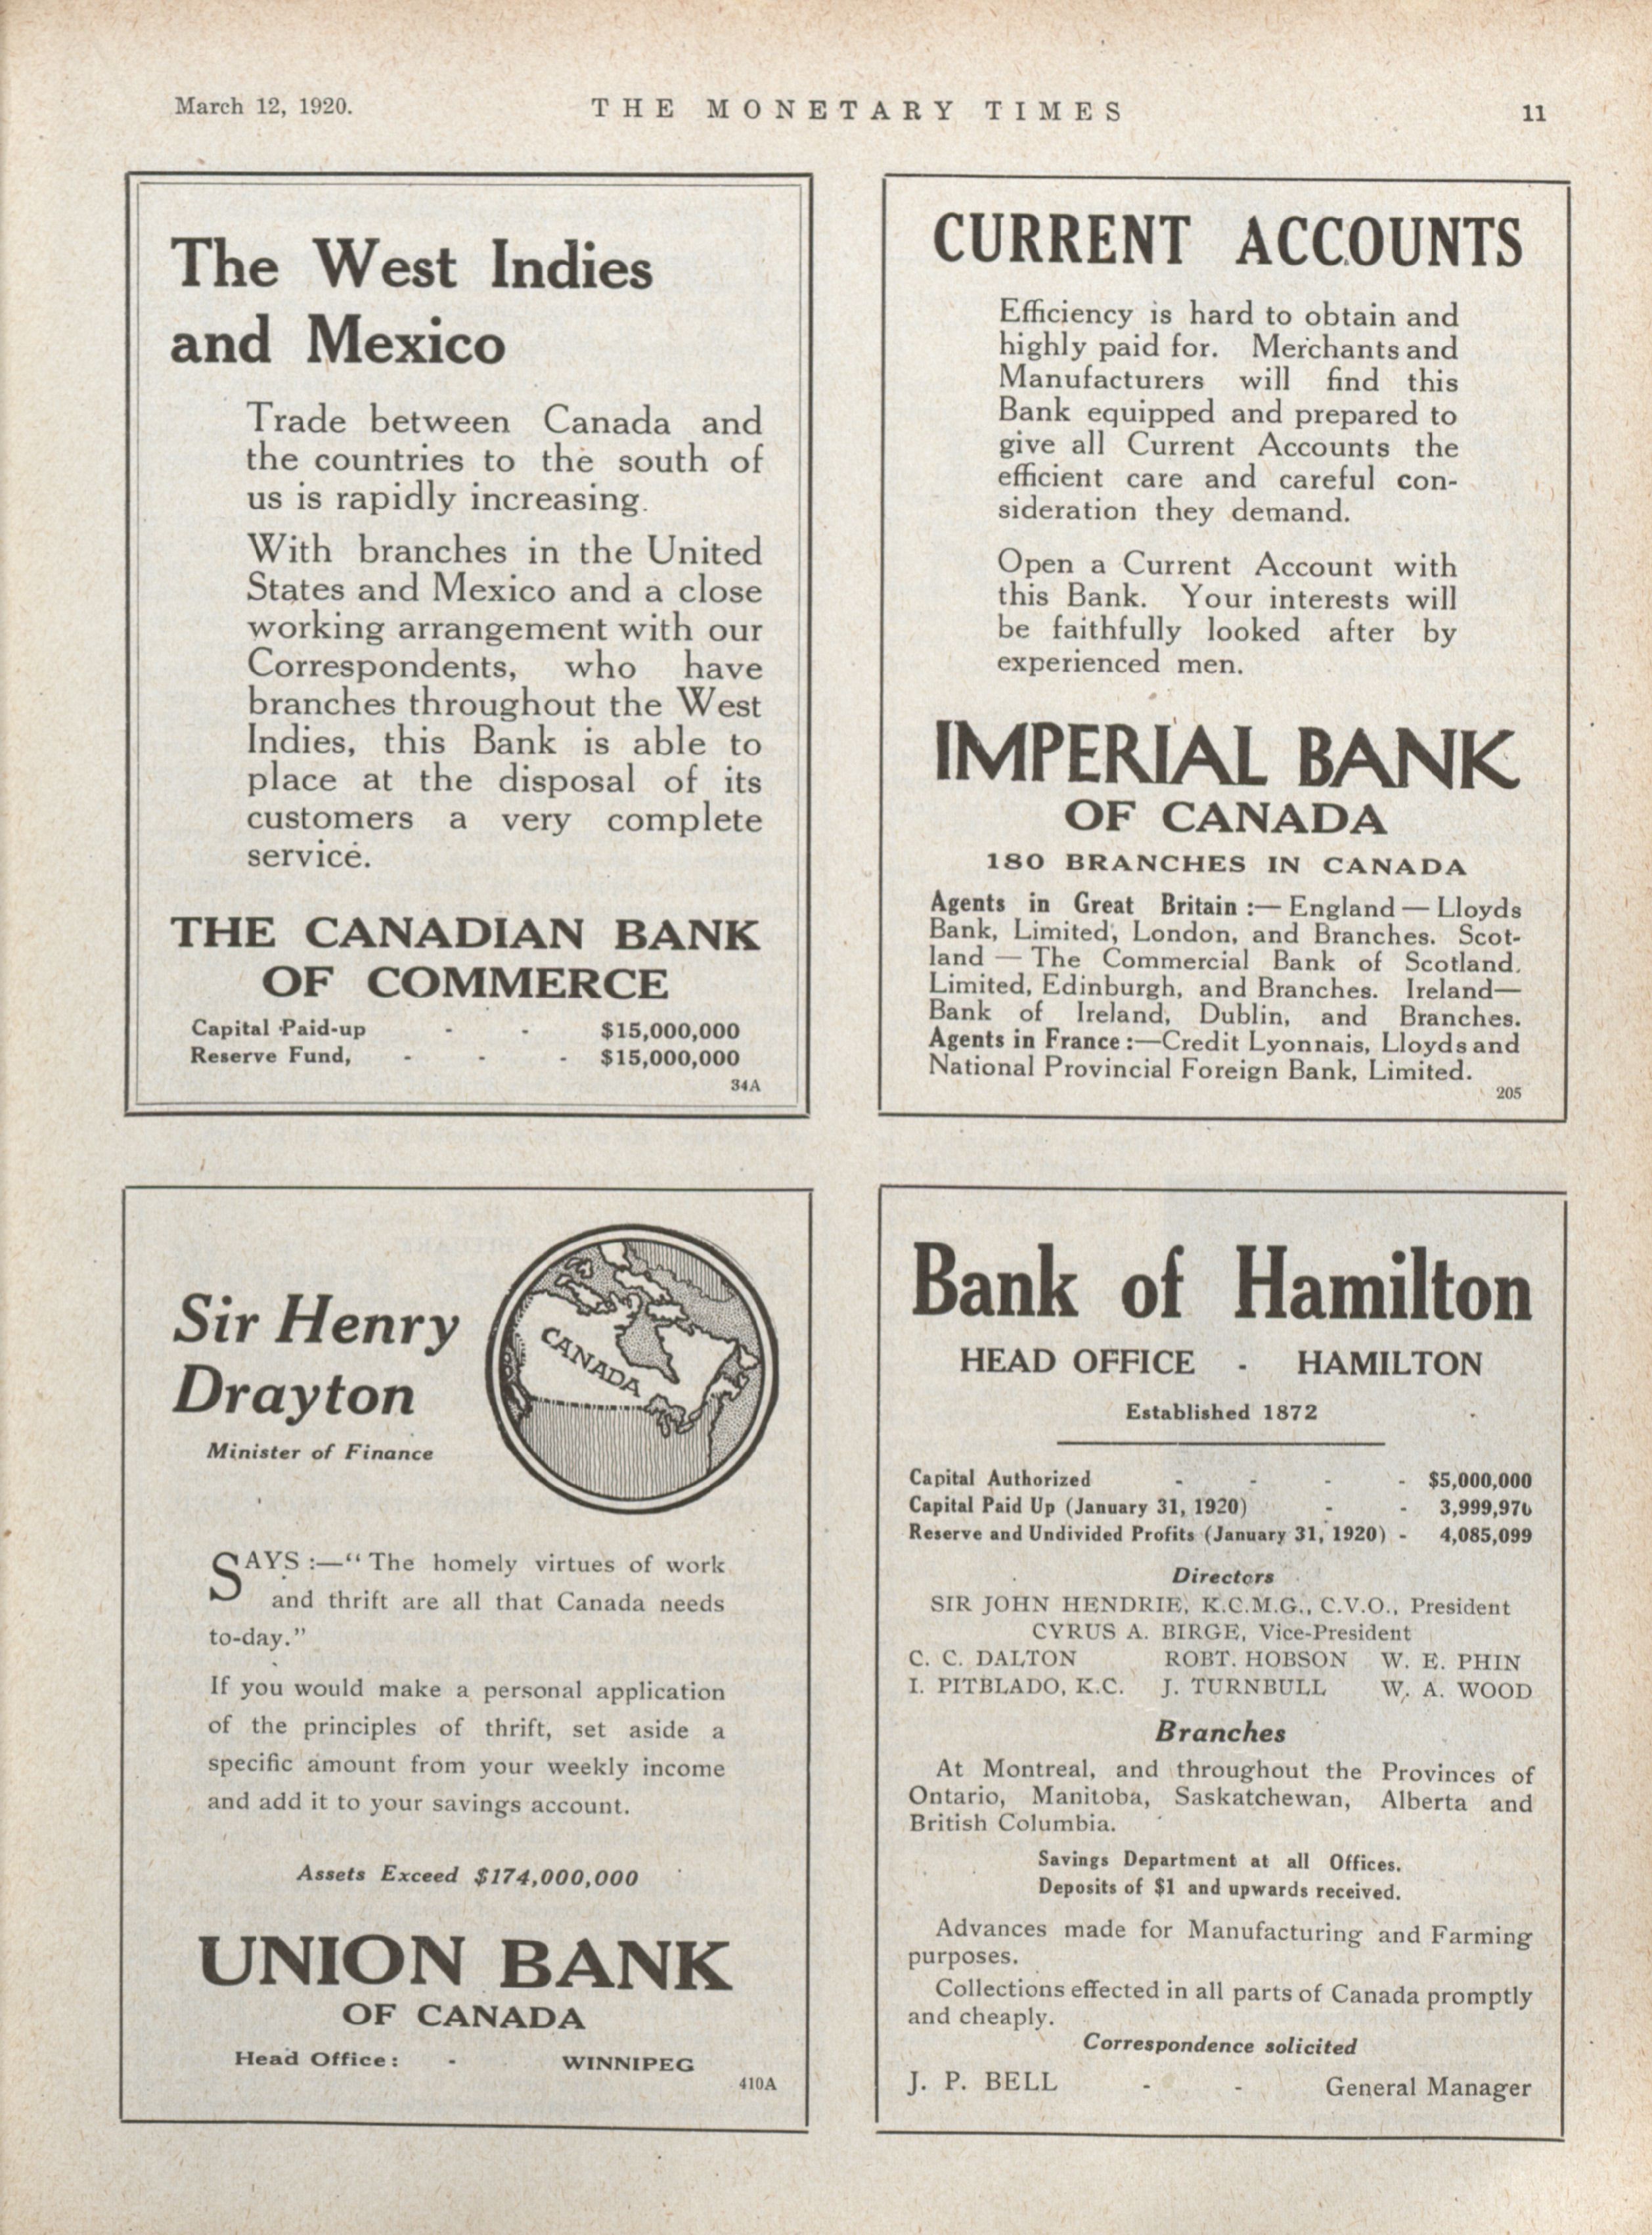 March 12, 1920.
THE MONETARY TIMES
11
The West Indies
and Mexico
Trade between Canada and
the countries to the south of
us is rapidly increasing.
With branches in the United
States and Mexico and a close
working arrangement with our
Correspondents, who have
branches throughout the West
Indies, this Bank is able to
place at the disposal of its
customers a very complete
service.
THE CANADIAN BANK
OF COMMERCE
Capital Paid-up - - $15,000,000
Reserve Fund, - - - $15,000,000
34A
CURRENT ACCOUNTS
Efficiency is hard to obtain and
highly paid for. Merchants and
Manufacturers will find this
Bank equipped and prepared to
give all Current Accounts the
efficient care and careful con-
sideration they demand.
Open a Current Account with
this Bank. Your interests will
be faithfully looked after by
experienced men.
IMPERIAL BANK
OF CANADA
180 BRANCHES IN CANADA
Agents in Great Britain :— England — Lloyds
Bank, Limited, London, and Branches. Scot-
land — The Commercial Bank of Scotland,
Limited, Edinburgh, and Branches. Ireland—
Bank of Ireland, Dublin, and Branches.
Agents in France :—Credit Lyonnais, Lloyds and
National Provincial Foreign Bank, Limited.
205
Sir Henry
Drayton
Minister of Finance
CANADA
SAYS :—“The homely virtues of work
and thrift are all that Canada needs
to-day.”
If you would make a personal application
of the principles of thrift, set aside a
specific amount from your weekly income
and add it to your savings account.
Assets Exceed $174,000,000
UNION BANK
OF CANADA
Head Office: - WINNIPEG
410A
Bank of Hamilton
HEAD OFFICE - HAMILTON
Established 1872
Capital Authorized - - - - $5,000,000
Capital Paid Up (January 31, 1920) - - 3,999,970
Reserve and Undivided Profits (January 31, 1920) - 4,085,099
Directors
SIR JOHN HENDRIE, K.C.M.G., C.V.O., President
CYRUS A. BIRGE, Vice-President
C. C. DALTON ROBT. HOBSON W. E. PHIN
I. PITBLADO, K.C. J. TURNBULL W. A. WOOD
Branches
At Montreal, and throughout the Provinces of
Ontario, Manitoba, Saskatchewan, Alberta and
British Columbia.
Savings Department at all Offices.
Deposits of $1 and upwards received.
Advances made for Manufacturing and Farming
purposes.
Collections effected in all parts of Canada promptly
and cheaply.
Correspondence solicited
J. P. BELL - - General Manager